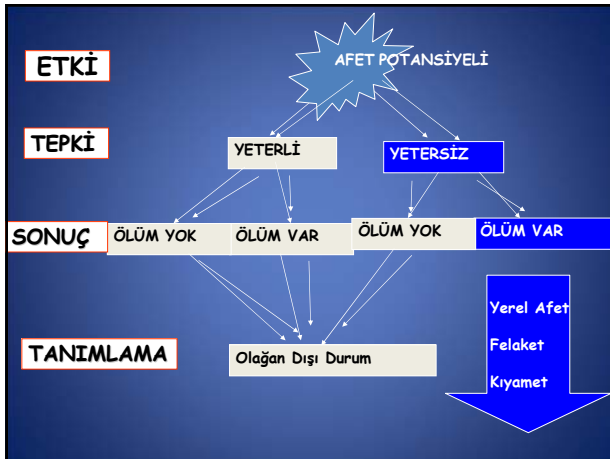 ETKİ
AFET POTANSİYELİ
TEPKİ
YETERLİ
YETERSİZ
SONUÇ
ÖLÜM YOK
ÖLÜM VAR
ÖLÜM YOK
ÖLÜM VAR
TANIMLAMA
Olağan Dışı Durum
Yerel Afet
Felaket
Kıyamet